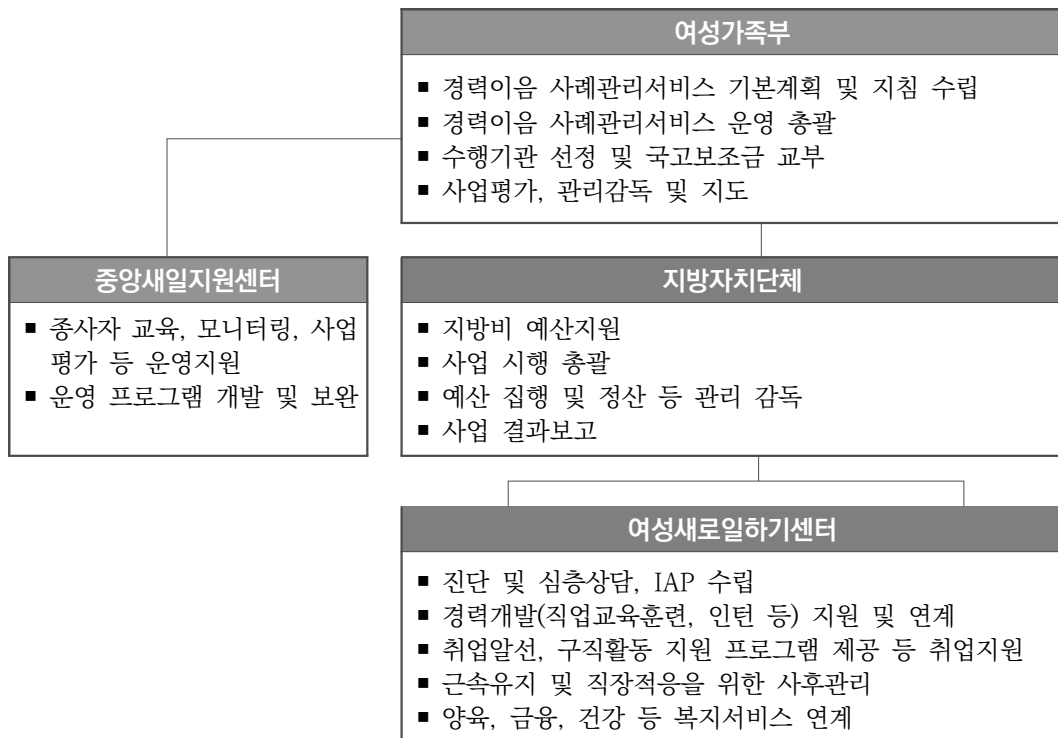 여성가족부
■ 경력이음 사례관리서비스 기본계획 및 지침 수립
■ 경력이음 사례관리서비스 운영 총괄
■ 수행기관 선정 및 국고보조금 교부
■ 사업평가, 관리감독 및 지도
중앙새일지원센터
■ 종사자 교육, 모니터링, 사업
평가 등 운영지원
■ 운영 프로그램 개발 및 보완
지방자치단체
■ 지방비 예산지원
■ 사업 시행 총괄
■ 예산 집행 및 정산 등 관리 감독
■ 사업 결과보고
여성새로일하기센터
■ 진단 및 심층상담, IAP 수립
■ 경력개발(직업교육훈련, 인턴 등) 지원 및 연계
■ 취업알선, 구직활동 지원 프로그램 제공 등 취업지원
■ 근속유지 및 직장적응을 위한 사후관리
■ 양육, 금융, 건강 등 복지서비스 연계